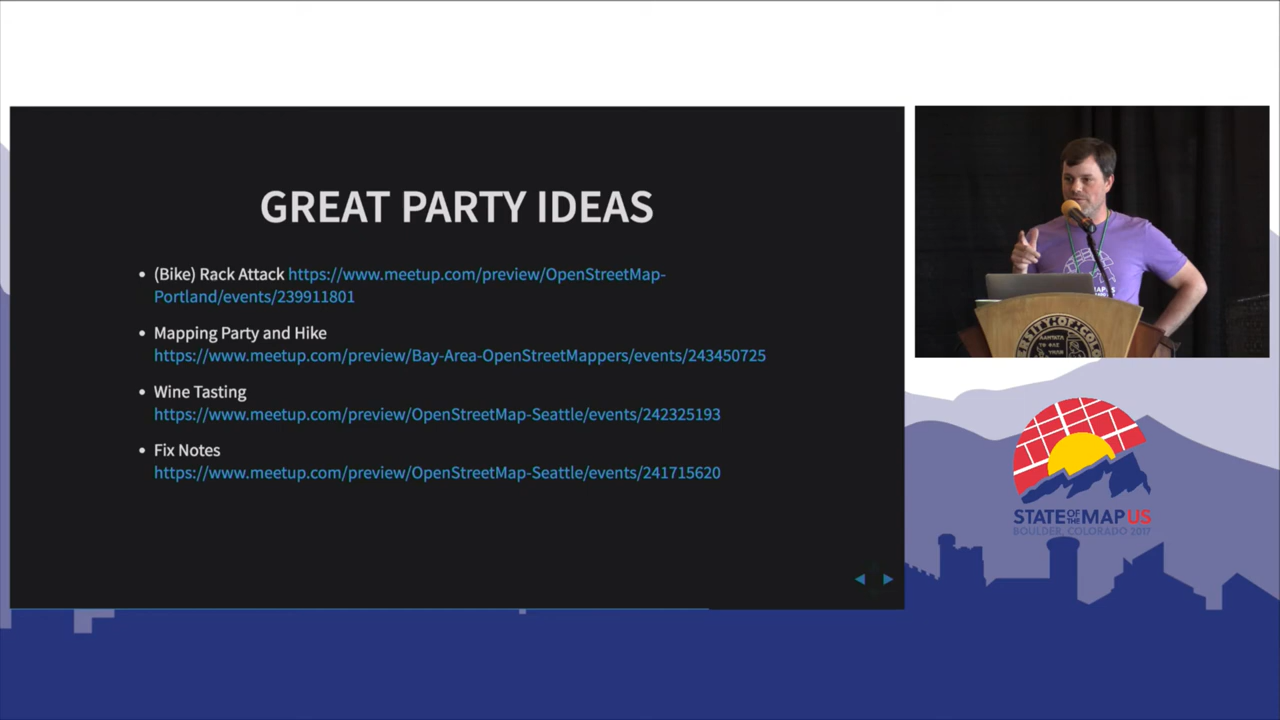 GREAT PARTY IDEAS
• (Bike) Rack Attack https://www.meetup.com/preview/OpenStreetMap-
Portland/events/239911801
• Mapping Party and Hike
https://www.meetup.com/preview/Bay-Area-OpenStreetMappers/events/243450725
• Wine Tasting
https://www.meetup.com/preview/OpenStreetMap-Seattle/events/242325193
• Fix Notes
https://www.meetup.com/preview/OpenStreetMap-Seattle/events/241715620
STATE OF THE MAP US
BOULDER, COLORADO 2017